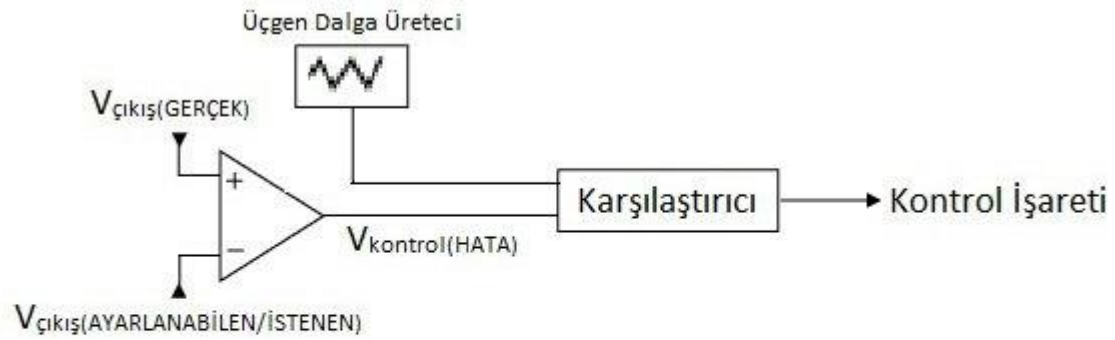 Üçgen Dalga Üreteci
Vçıkış(GERÇEK)
+
Karşılaştırıcı
Kontrol İşareti
−
Vkontrol(HATA)
Vçıkış(AYARLANABİLEN/İSTENEN)